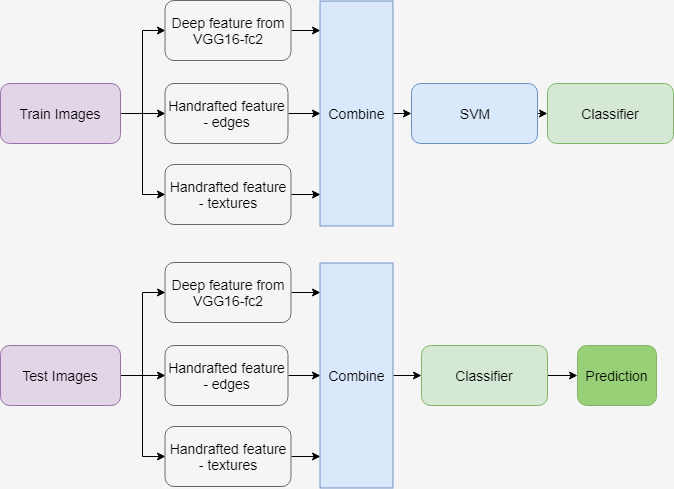 Deep feature from
VGG16-fc2
Train Images
Handrafted feature
- edges
Combine
SVM
Classifier
Handrafted feature
- textures
Deep feature from
VGG16-fc2
Test Images
Handrafted feature
- edges
Combine
Classifier
Prediction
Handrafted feature
- textures